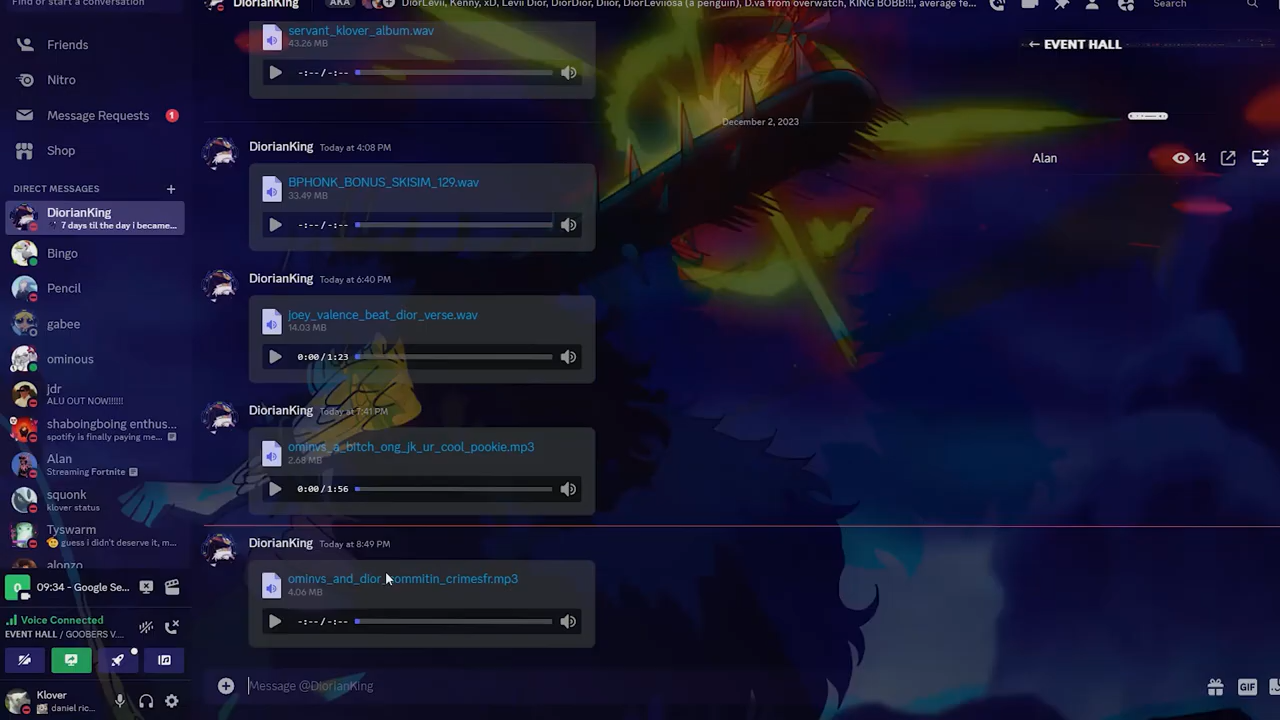 Find or start a conversation
DiorianKing
AKA
DiorLevii, Kenny, xD, Levii Dior, DiorDior, Diior, DiorLeviiosa (a penguin), D.va from overwatch, KING BOBB!!!, average fe...
Search
Friends
Nitro
Message Requests
1
Shop
DIRECT MESSAGES
DiorianKing
7 days til the day i became...
Bingo
Pencil
gabee
ominous
jdr
ALU OUT NOW!!!!!!
shaboingboing enthus...
spotify is finally paying me...
Alan
Streaming Fortnite
squonk
klover status
Tyswarm
guess i didn't deserve it, m...
alonzo
09:34 - Google Se...
Voice Connected
EVENT HALL / GOOBERS V...
Klover
daniel ric...
servant_klover_album.wav
43.26 MB
-:--/-:--
December 2, 2023
DiorianKing Today at 4:08 PM
BPHONK_BONUS_SKISIM_129.wav
33.49 MB
-:--/-:--
DiorianKing Today at 6:40 PM
joey_valence_beat_dior_verse.wav
14.03 MB
0:00/1:23
DiorianKing Today at 7:41 PM
ominvs_a_bitch_ong_jk_ur_cool_pookie.mp3
2.68 MB
0:00/1:56
DiorianKing Today at 8:49 PM
ominvs_and_dior_commitin_crimesfr.mp3
4.06 MB
-:--/-:--
Message @DiorianKing
GIF
← EVENT HALL
Alan
14